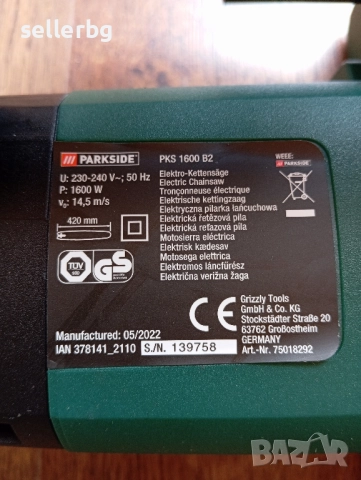 sellerbg
PARKSIDE®
PKS 1600 B2
WEEE:
U: 230-240 V~; 50 Hz
P: 1600 W
v₀: 14,5 m/s
420 mm
Elektro-Kettensäge
Electric Chainsaw
Tronçonneuse électrique
Elektrische kettingzaag
Elektryczna pilarka łańcuchowa
Elektrická řetězová pila
Elektrická reťazová píla
Motosierra eléctrica
Elektrisk kædesav
Motosega elettrica
Elektromos láncfűrész
Električna verižna žaga
TÜV
GS
CE
Grizzly Tools
GmbH & Co. KG
Stockstädter Straße 20
63762 Großostheim
GERMANY
Art.-Nr. 75018292
Manufactured: 05/2022
IAN 378141_2110
S./N. 139758
BAZAR